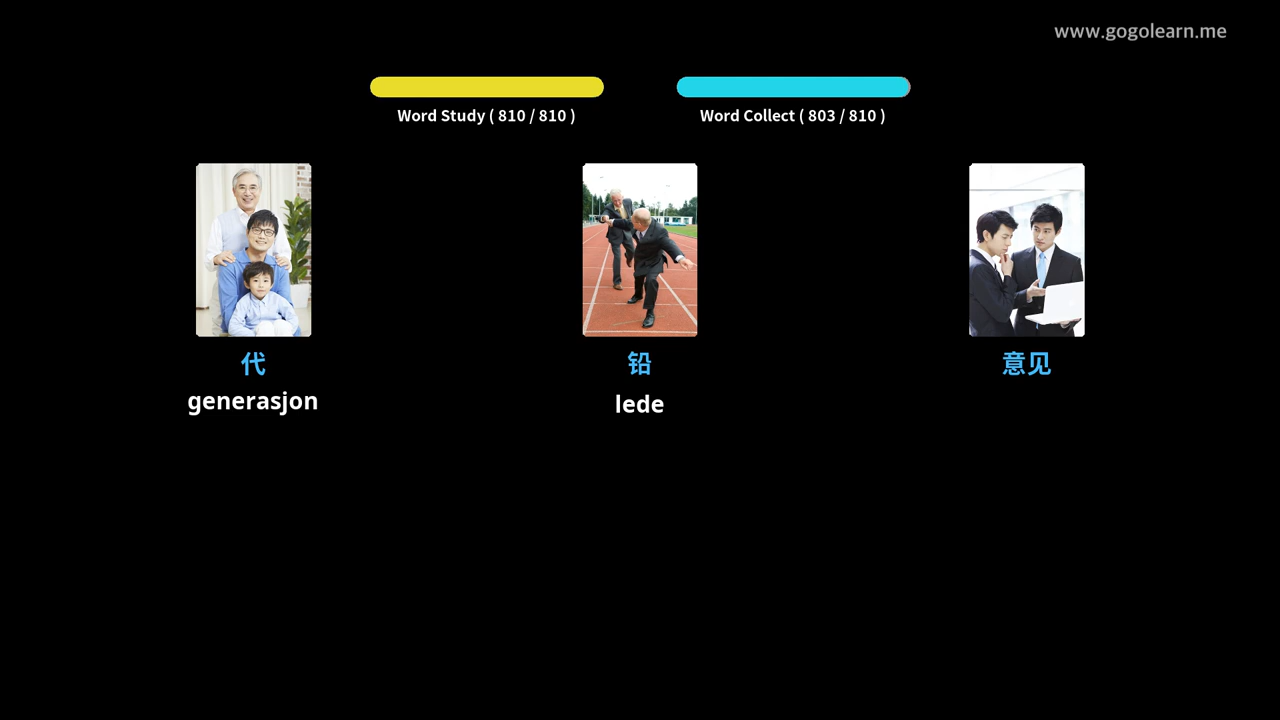 www.gogolearn.me
Word Study ( 810 / 810 )
Word Collect ( 803 / 810 )
代
generasjon
铅
lede
意见